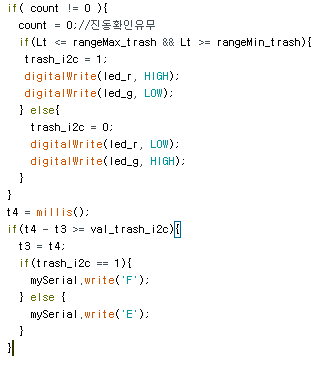 if( count != 0 ){
  count = 0;//진동확인유무
  if(Lt <= rangeMax_trash && Lt >= rangeMin_trash){
   trash_i2c = 1;
   digitalWrite(led_r, HIGH);
   digitalWrite(led_g, LOW);
  } else{
    trash_i2c = 0;
    digitalWrite(led_r, LOW);
    digitalWrite(led_g, HIGH);
  }
}
t4 = millis();
if(t4 - t3 >= val_trash_i2c){
  t3 = t4;
  if(trash_i2c == 1){
    mySerial.write('F');
  } else {
    mySerial.write('E');
  }
}